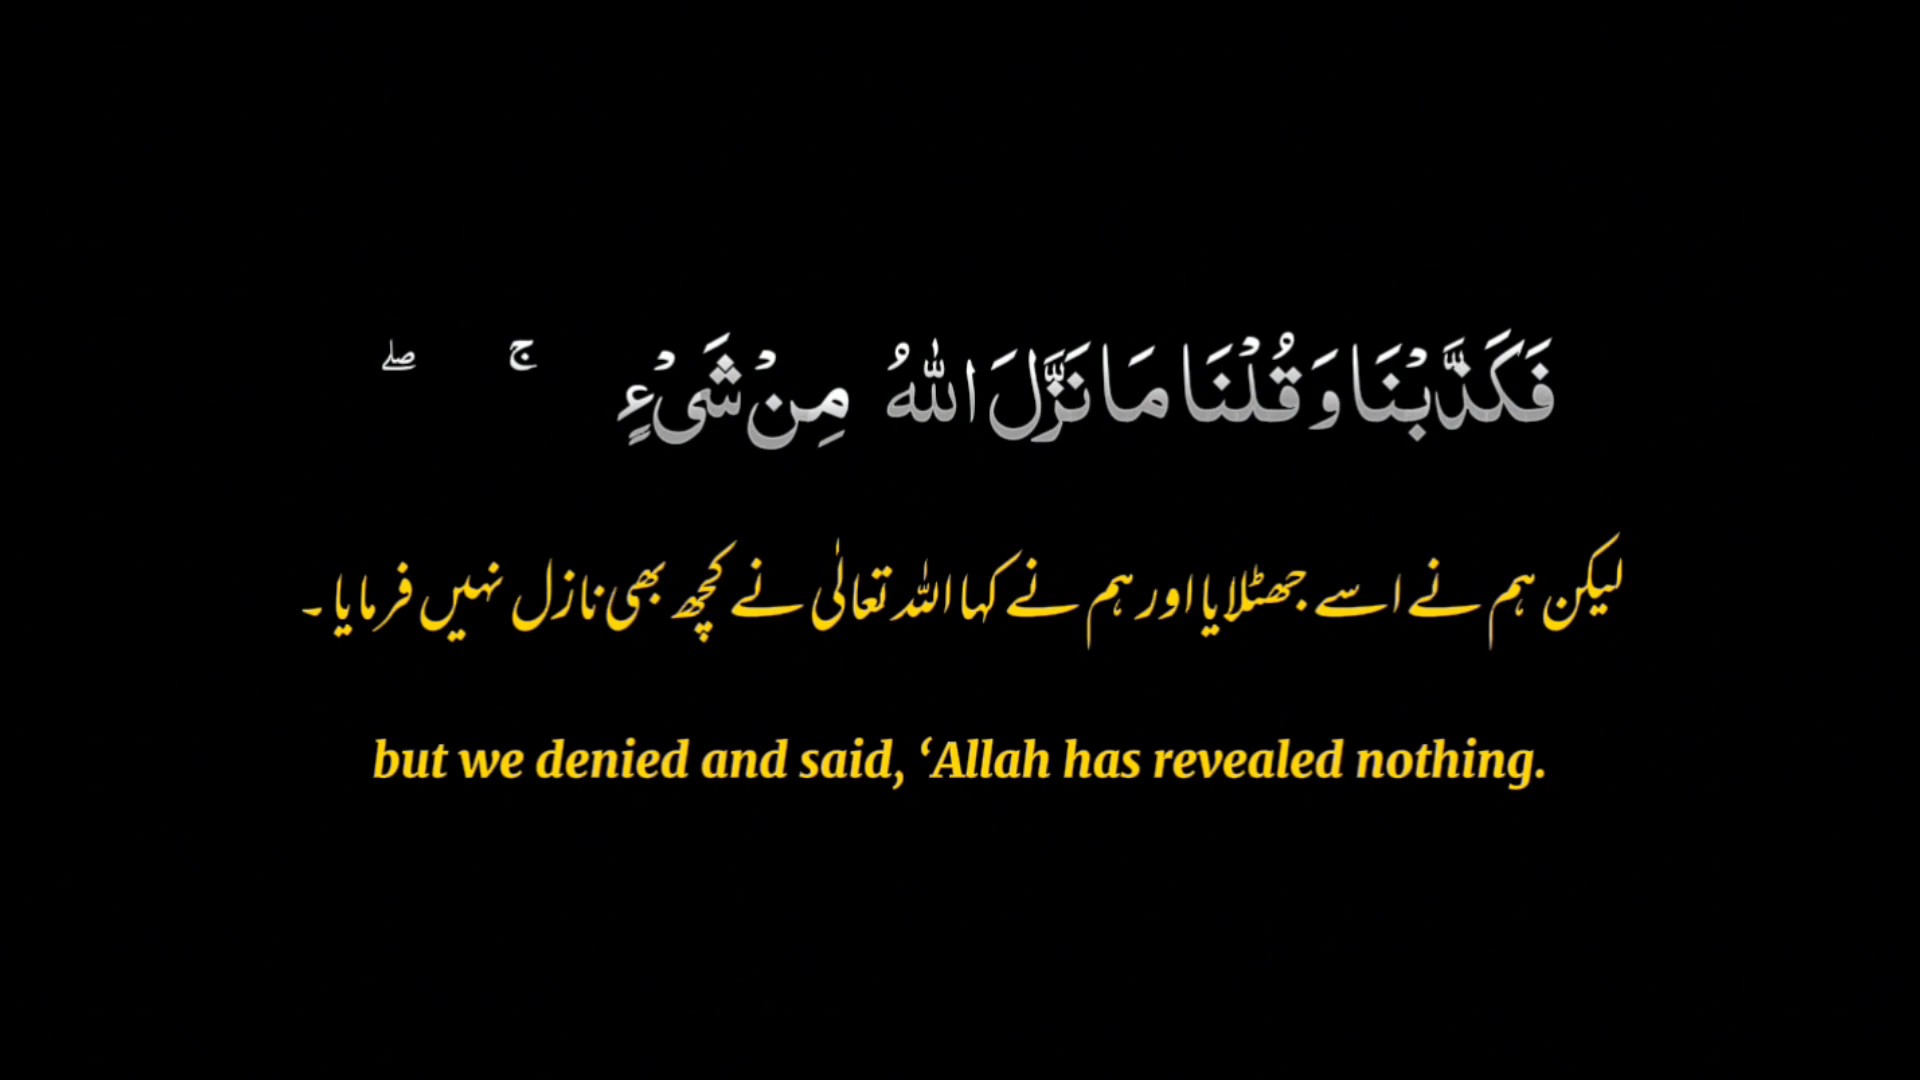 فَكَذَّبْنَا وَقُلْنَا مَا نَزَّلَ اللّٰهُ مِنْ شَیْءٍ ۚ ۖ
لیکن ہم نے اسے جھٹلایا اور ہم نے کہا اللہ تعالٰی نے کچھ بھی نازل نہیں فرمایا ۔
but we denied and said, ‘Allah has revealed nothing.